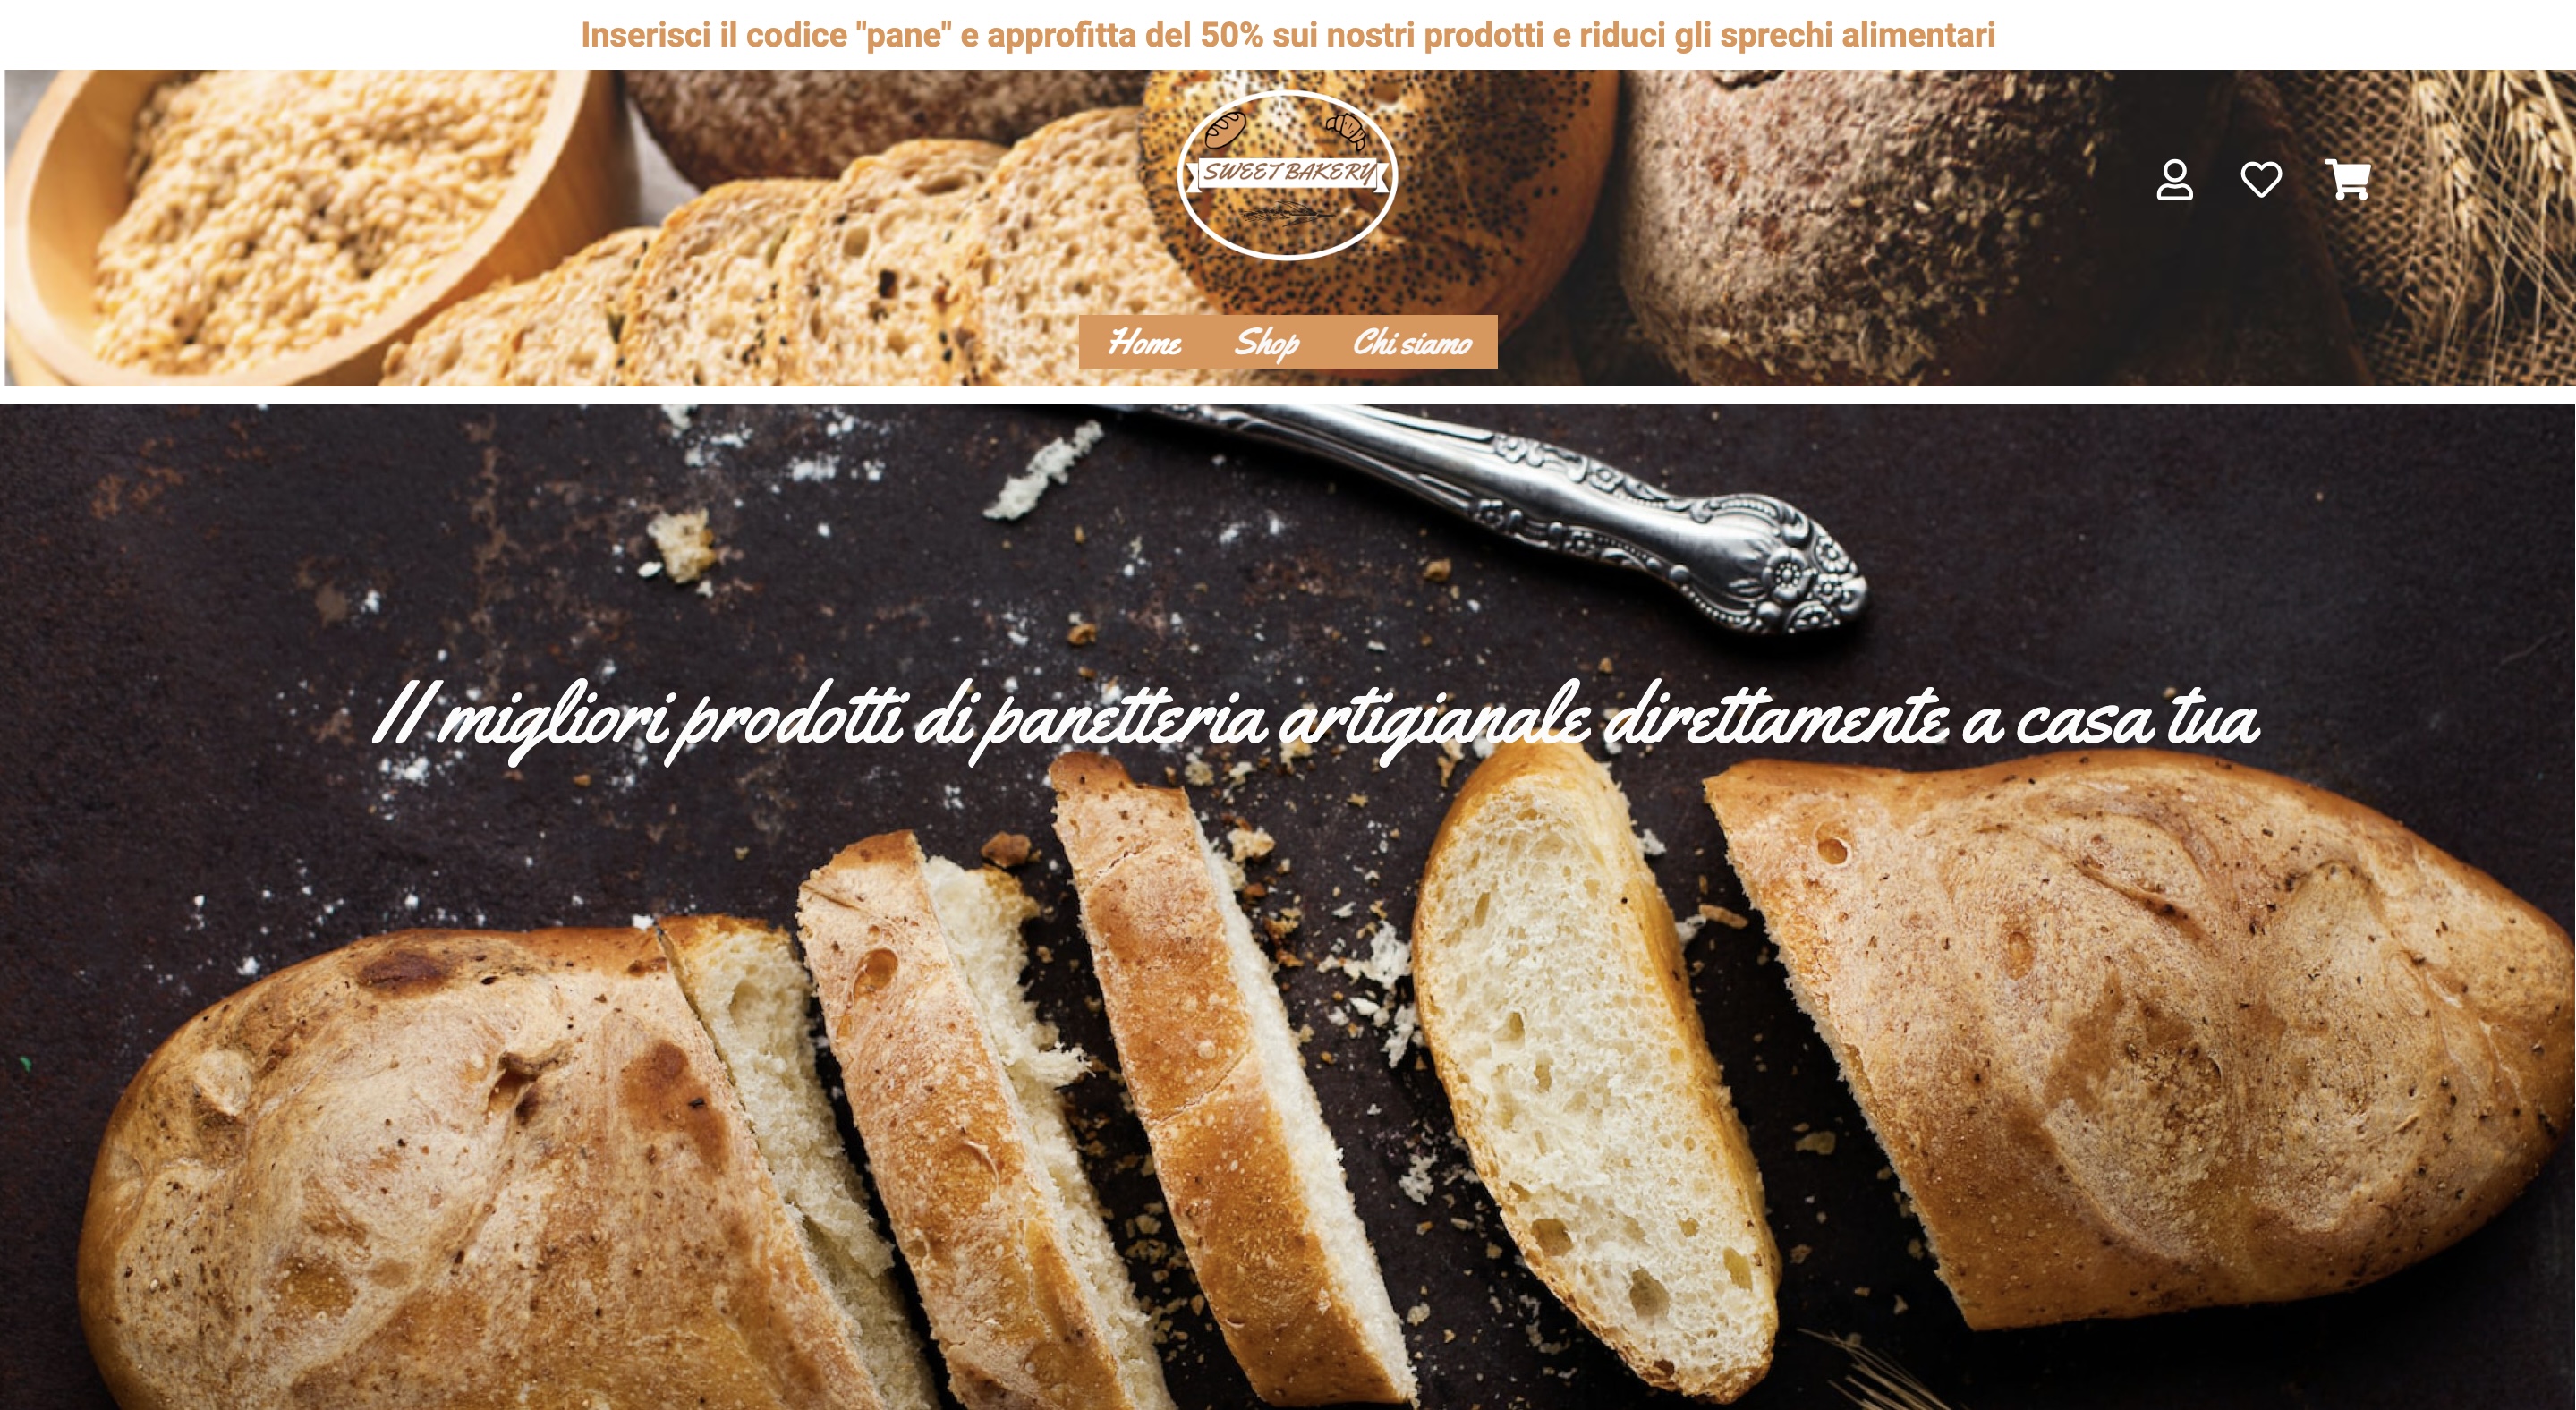 Inserisci il codice "pane" e approfitta del 50% sui nostri prodotti e riduci gli sprechi alimentari
SWEET BAKERY
Home Shop Chi siamo
II migliori prodotti di panetteria artigianale direttamente a casa tua